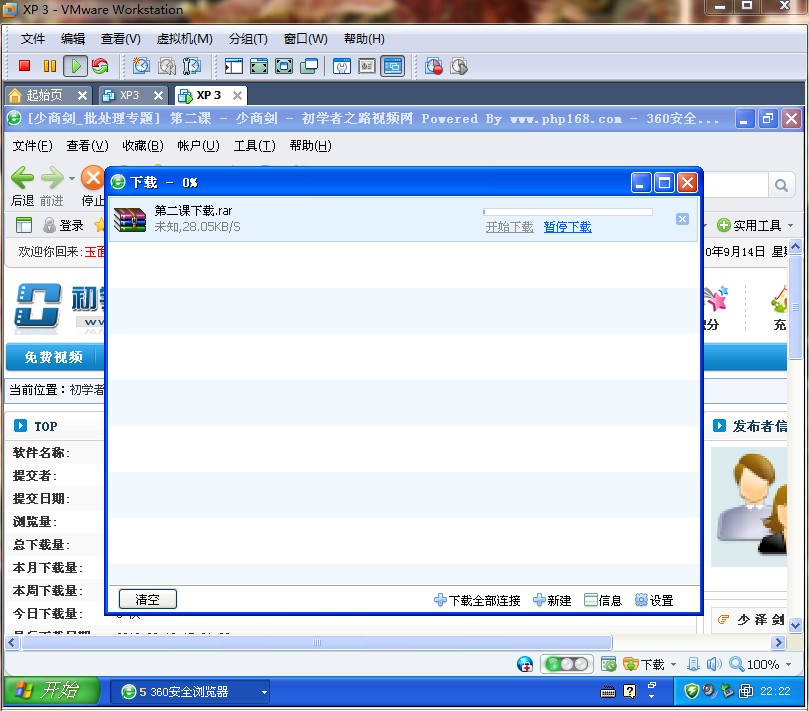 XP 3 - VMware Workstation
文件 编辑 查看(V) 虚拟机(M) 分组(T) 窗口(W) 帮助(H)
起始页 XP3 XP 3
[少商剑_批处理专题] 第二课 - 少商剑 - 初学者之路视频网 Powered By www.php168.com - 360安全...
文件(F) 查看(V) 收藏(B) 帐户(U) 工具(T) 帮助(H)
后退 前进 停止
下载 - 0%
第二课下载.rar
未知,28.05KB/S
开始下载 暂停下载
登录
实用工具
欢迎你回来:玉面
0年9月14日 星
初
免费视频
当前位置：初学者
TOP
发布者信
软件名称:
提交者:
提交日期:
浏览量:
总下载量:
本月下载量:
本周下载量:
今日下载量:
少 泽 剑
清空 下载全部连接 新建 信息 设置
下载 100%
开始 5 360安全浏览器 22:22